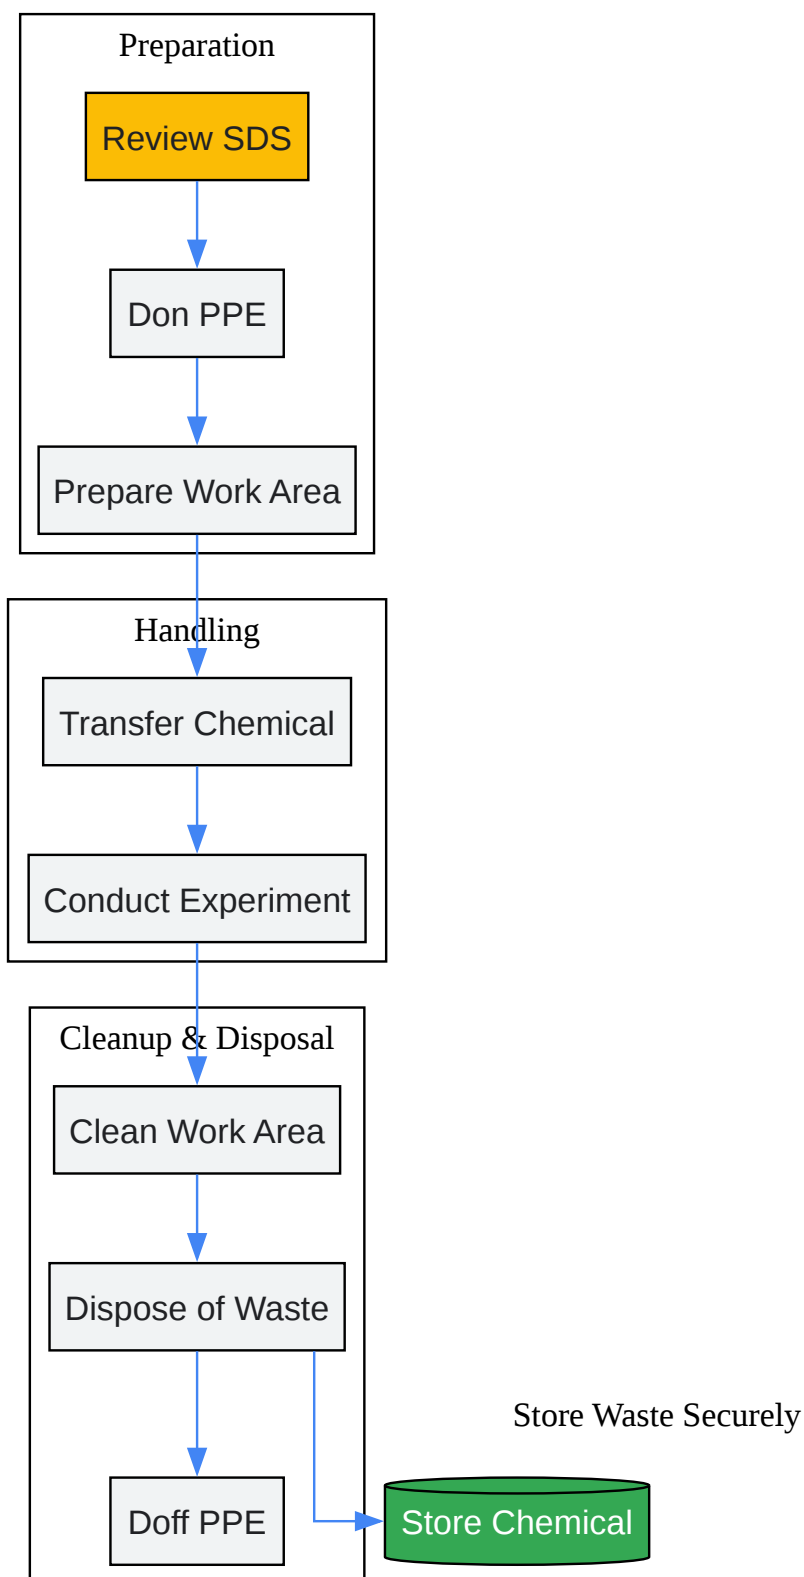 Preparation
Review SDS
Don PPE
Prepare Work Area
Handling
Transfer Chemical
Conduct Experiment
Cleanup & Disposal
Clean Work Area
Dispose of Waste
Store Waste Securely
Doff PPE
Store Chemical